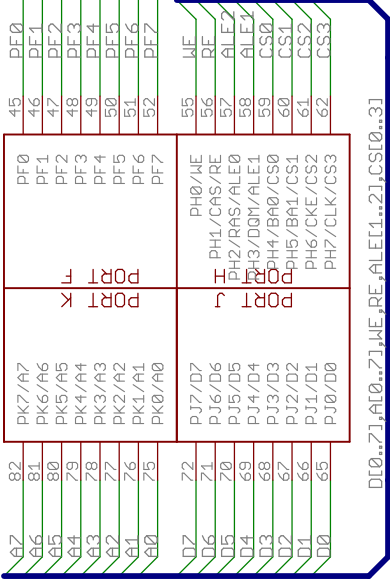 PF0 PF1 PF2 PF3 PF4 PF5 PF6 PF7 WE RE ALE2 ALE1 CS0 CS1 CS2 CS3
45 46 47 48 49 50 51 52 55 56 57 58 59 60 61 62
PF0 PF1 PF2 PF3 PF4 PF5 PF6 PF7 PH0/WE PH1/CAS/RE PH2/RAS/ALE0 PH3/DQM/ALE1 PH4/BA0/CS0 PH5/BA1/CS1 PH6/CKE/CS2 PH7/CLK/CS3
PORT F
PORT H
PORT K
PORT J
PK7/A7 PK6/A6 PK5/A5 PK4/A4 PK3/A3 PK2/A2 PK1/A1 PK0/A0 PJ7/D7 PJ6/D6 PJ5/D5 PJ4/D4 PJ3/D3 PJ2/D2 PJ1/D1 PJ0/D0
82 81 80 79 78 77 76 75 72 71 70 69 68 67 66 65
A7 A6 A5 A4 A3 A2 A1 A0 D7 D6 D5 D4 D3 D2 D1 D0
D[0..7],A[0..7],WE,RE,ALE[1..2],CS[0..3]